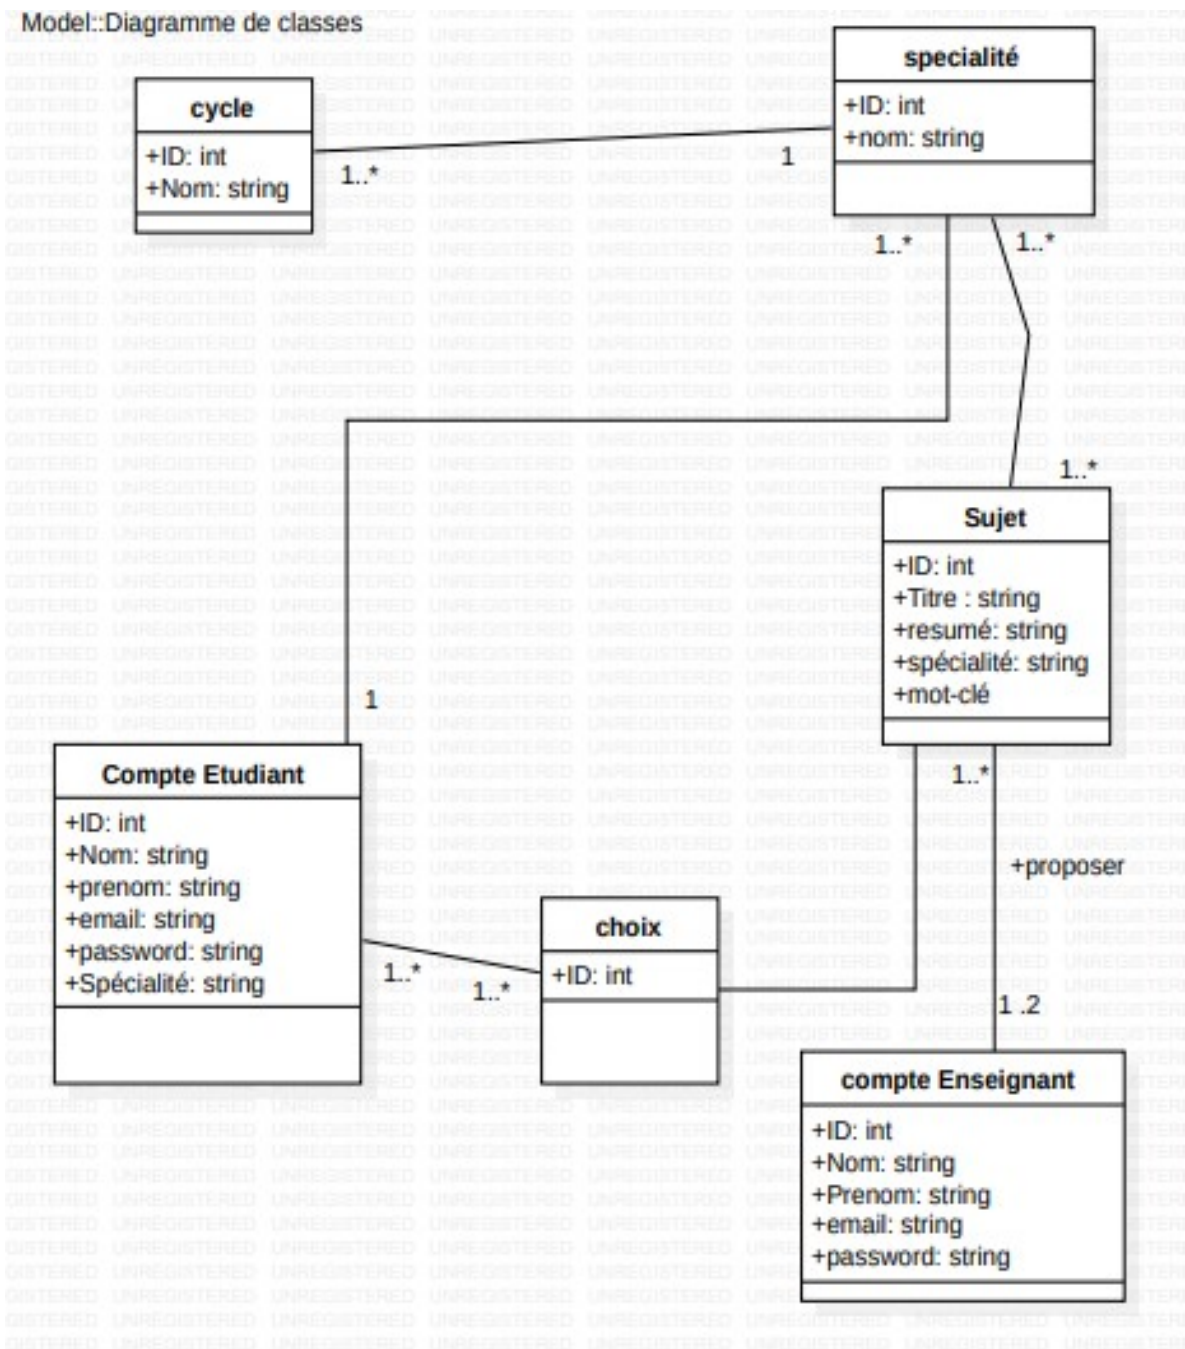 Model::Diagramme de classes
cycle
+ID: int
+Nom: string
1..*
1
specialité
+ID: int
+nom: string
1..*
1..*
1..*
Sujet
+ID: int
+Titre : string
+resumé: string
+spécialité: string
+mot-clé
1
Compte Etudiant
+ID: int
+Nom: string
+prenom: string
+email: string
+password: string
+Spécialité: string
1..*
1..*
choix
+ID: int
1..*
+proposer
1 .2
compte Enseignant
+ID: int
+Nom: string
+Prenom: string
+email: string
+password: string
UNREGISTERED